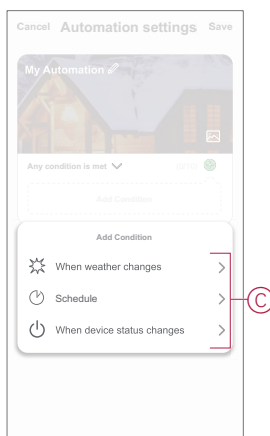 Cancel Automation settings Save
My Automation
Any condition is met
Add Condition
Add Condition
When weather changes
Schedule
When device status changes
C